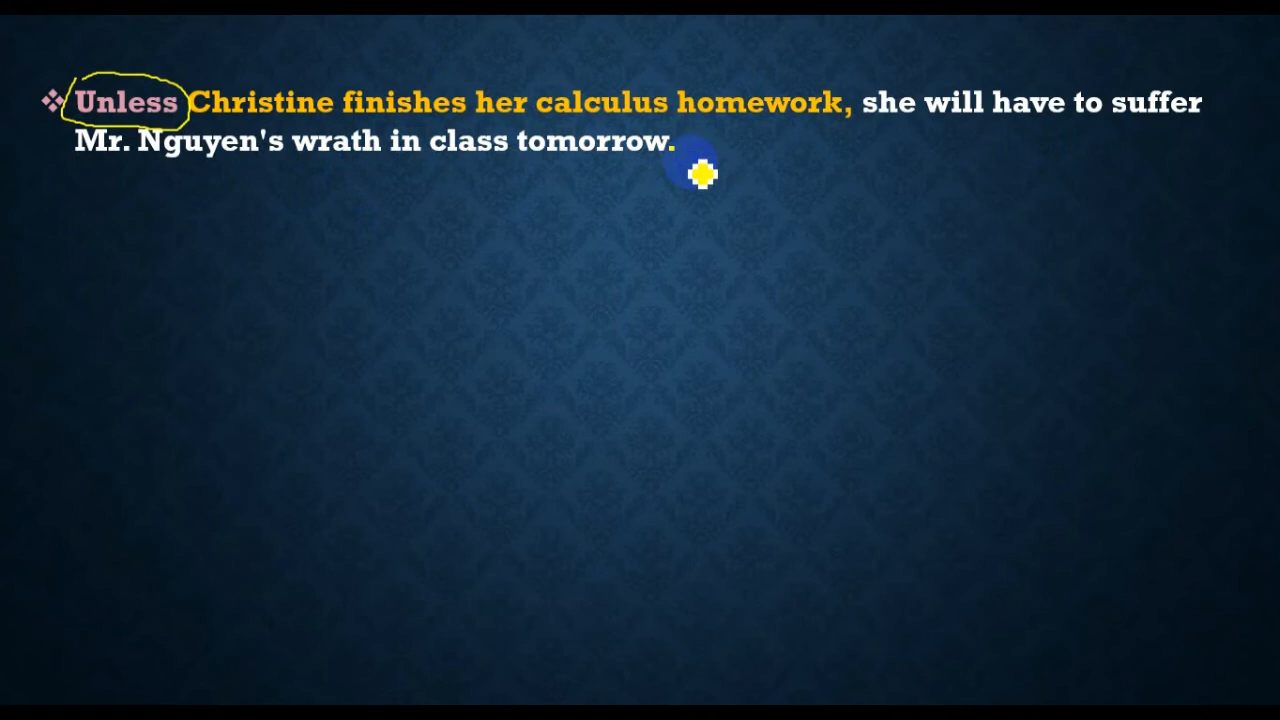 Unless Christine finishes her calculus homework, she will have to suffer
Mr. Nguyen's wrath in class tomorrow.